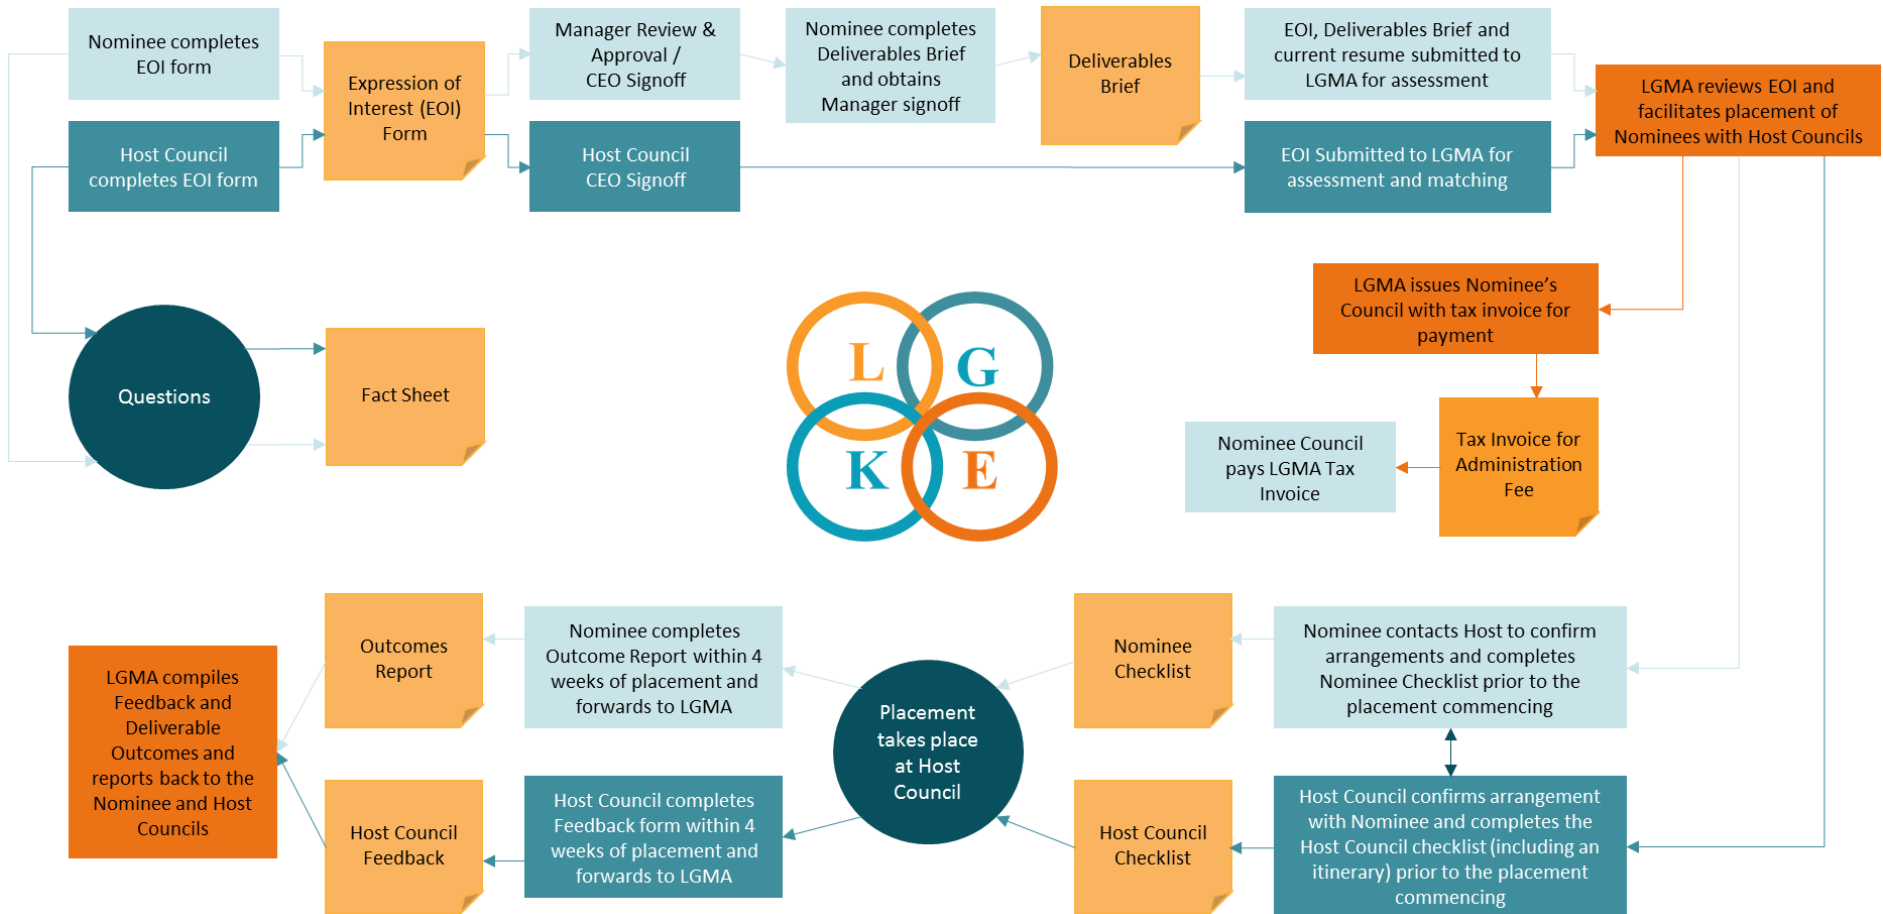 Nominee completes
EOI form
Expression of
Interest (EOI)
Form
Manager Review &
Approval /
CEO Signoff
Nominee completes
Deliverables Brief
and obtains
Manager signoff
Deliverables
Brief
EOI, Deliverables Brief and
current resume submitted to
LGMA for assessment
LGMA reviews EOI and
facilitates placement of
Nominees with Host Councils
Host Council
completes EOI form
Host Council
CEO Signoff
EOI Submitted to LGMA for
assessment and matching
LGMA issues Nominee’s
Council with tax invoice for
payment
Questions
Fact Sheet
L
G
K
E
Nominee Council
pays LGMA Tax
Invoice
Tax Invoice for
Administration
Fee
Nominee contacts Host to confirm
arrangements and completes
Nominee Checklist prior to the
placement commencing
Nominee
Checklist
Host Council confirms arrangement
with Nominee and completes the
Host Council checklist (including an
itinerary) prior to the placement
commencing
Host Council
Checklist
Placement
takes place
at Host
Council
Nominee completes
Outcome Report within 4
weeks of placement and
forwards to LGMA
Outcomes
Report
Host Council completes
Feedback form within 4
weeks of placement and
forwards to LGMA
Host Council
Feedback
LGMA compiles
Feedback and
Deliverable
Outcomes and
reports back to the
Nominee and Host
Councils